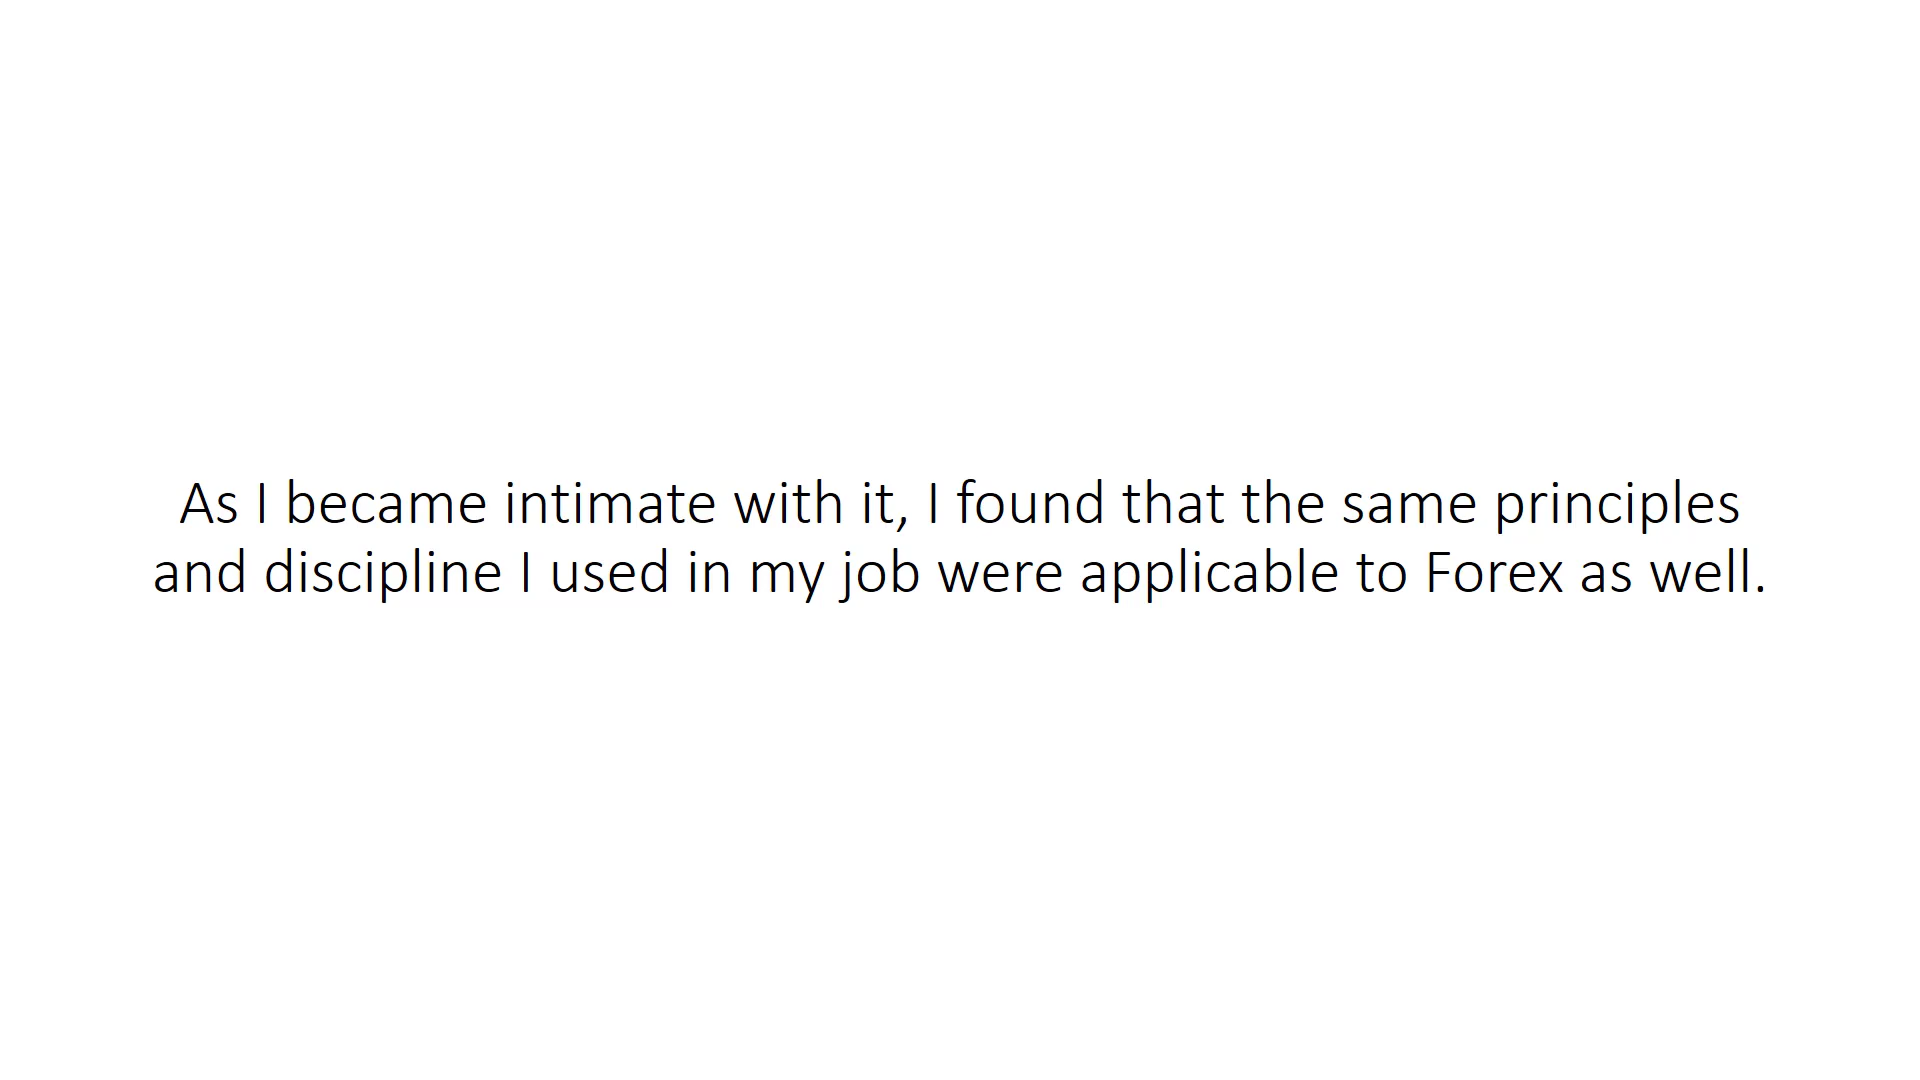 As I became intimate with it, I found that the same principles
and discipline I used in my job were applicable to Forex as well.